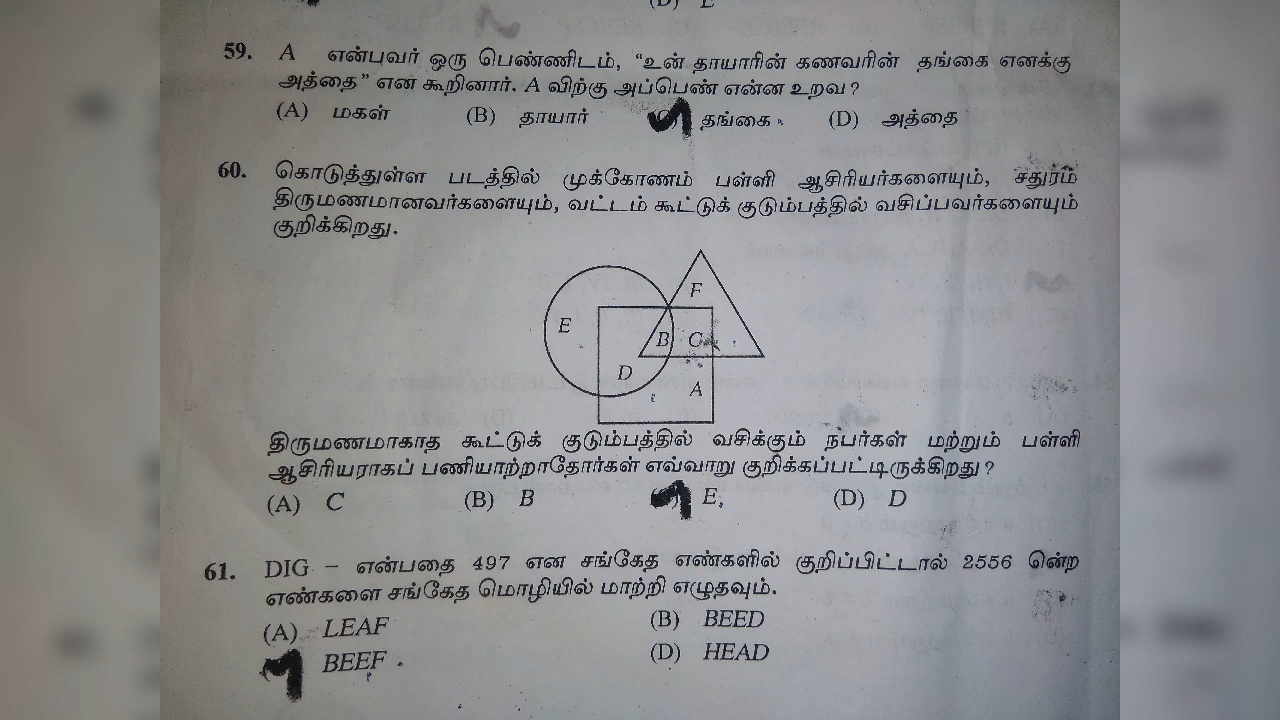 (D) E
59. A என்பவர் ஒரு பெண்ணிடம், “உன் தாயாரின் கணவரின் தங்கை எனக்கு
அத்தை” என கூறினார். A விற்கு அப்பெண் என்ன உறவ ?
(A) மகள் (B) தாயார் தங்கை (D) அத்தை
60. கொடுத்துள்ள படத்தில் முக்கோணம் பள்ளி ஆசிரியர்களையும், சதுரம்
திருமணமானவர்களையும், வட்டம் கூட்டுக் குடும்பத்தில் வசிப்பவர்களையும்
குறிக்கிறது.
F
E
B C
D
A
திருமணமாகாத கூட்டுக் குடும்பத்தில் வசிக்கும் நபர்கள் மற்றும் பள்ளி
ஆசிரியராகப் பணியாற்றாதோர்கள் எவ்வாறு குறிக்கப்பட்டிருக்கிறது ?
(A) C (B) B E (D) D
61. DIG – என்பதை 497 என சங்கேத எண்களில் குறிப்பிட்டால் 2556 ன்ெற
எண்களை சங்கேத மொழியில் மாற்றி எழுதவும்.
(A) LEAF (B) BEED
BEEF (D) HEAD